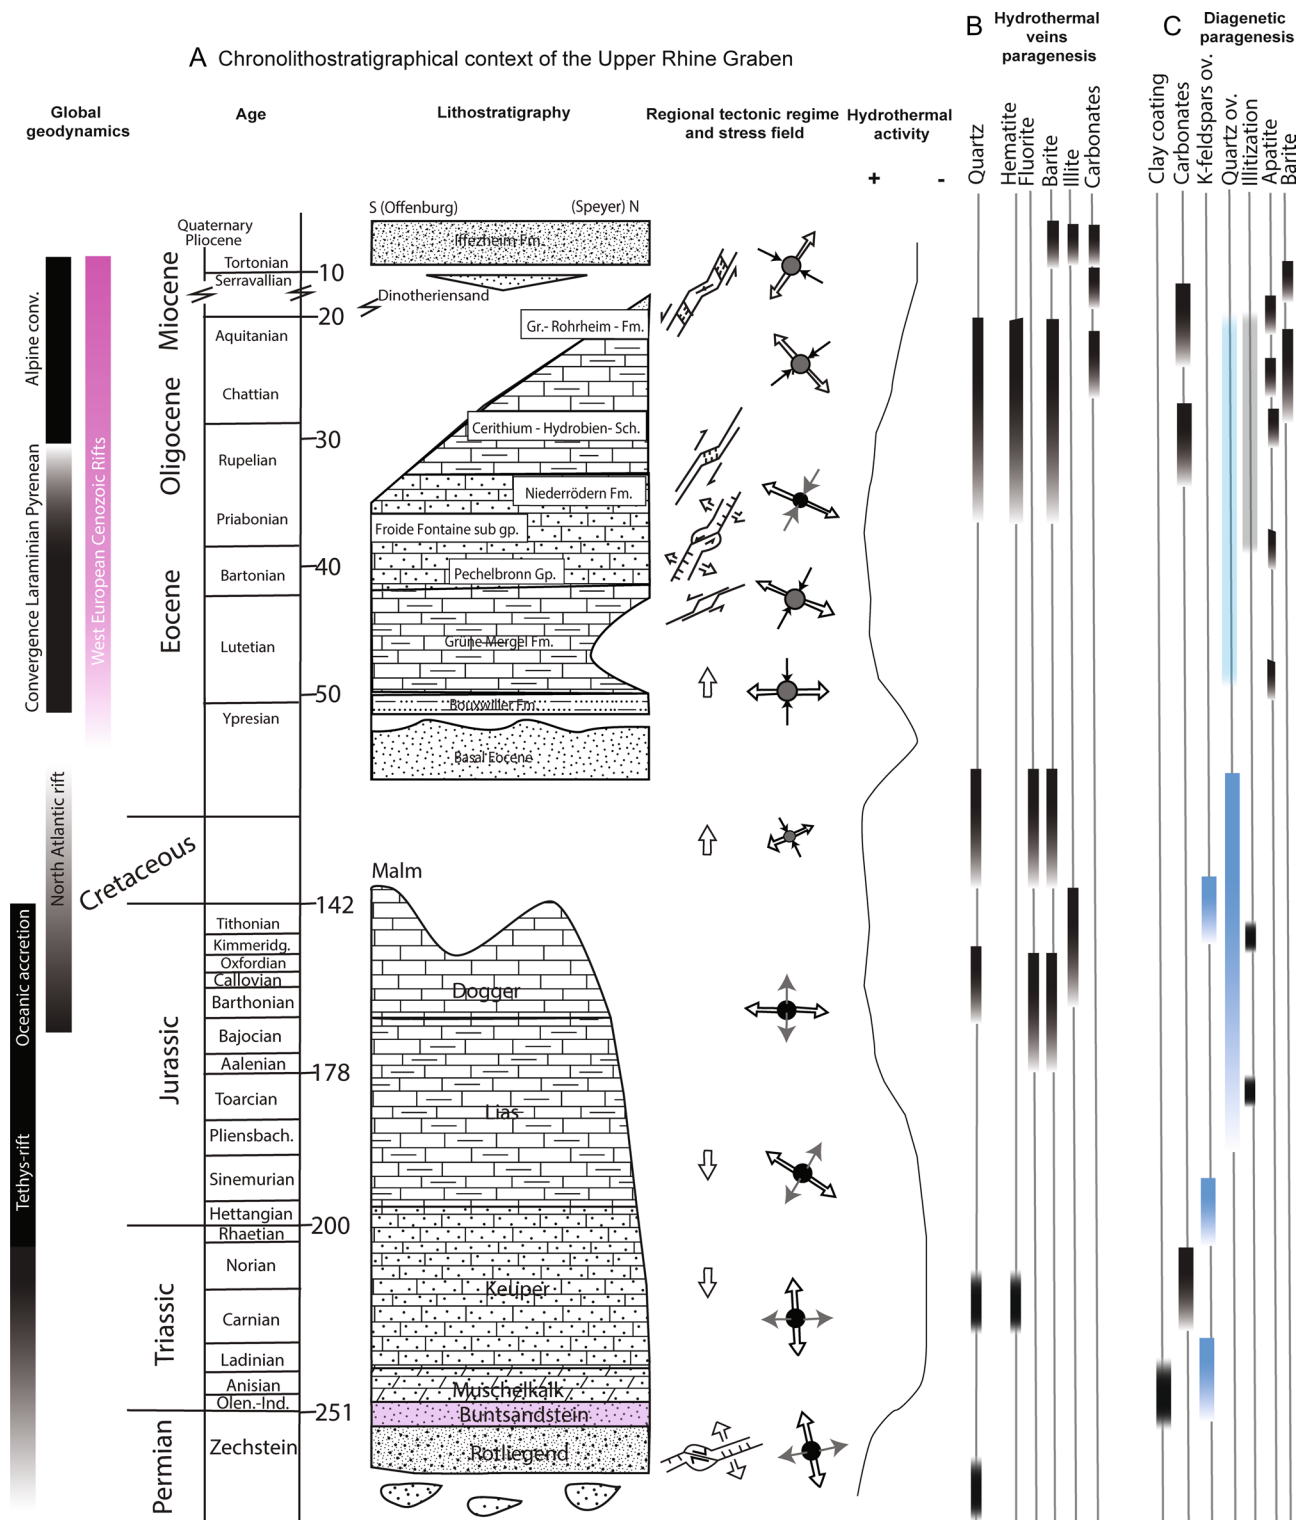 A Chronolithostratigraphical context of the Upper Rhine Graben
B Hydrothermal
veins
paragenesis
C Diagenetic
paragenesis
Global
geodynamics
Age
Lithostratigraphy
Regional tectonic regime
and stress field
Hydrothermal
activity
+
-
Quartz
Hematite
Fluorite
Barite
Illite
Carbonates
Clay coating
Carbonates
K-feldspars ov.
Quartz ov.
Illitization
Apatite
Barite
S (Offenburg)
(Speyer) N
Alpine conv.
Convergence Laraminian Pyrenean
West European Cenozoic Rifts
North Atlantic rift
Oceanic accretion
Tethys-rift
Miocene
Oligocene
Eocene
Cretaceous
Jurassic
Triassic
Permian
Quaternary
Pliocene
Tortonian
Serravallian
Aquitanian
Chattian
Rupelian
Priabonian
Bartonian
Lutetian
Ypresian
Tithonian
Kimmeridg.
Oxfordian
Callovian
Barthonian
Bajocian
Aalenian
Toarcian
Pliensbach.
Sinemurian
Hettangian
Rhaetian
Norian
Carnian
Ladinian
Anisian
Olen.-Ind.
Zechstein
10
20
30
40
50
142
178
200
251
Iffezheim Fm.
Dinotheriensand
Gr.- Rohrheim - Fm.
Cerithium - Hydrobien- Sch.
Niederrödern Fm.
Froide Fontaine sub gp.
Pechelbronn Gp.
Grüne Mergel Fm.
Bouxwiller Fm
Basal Eocene
Malm
Dogger
Lias
Keuper
Muschelkalk
Buntsandstein
Rotliegend